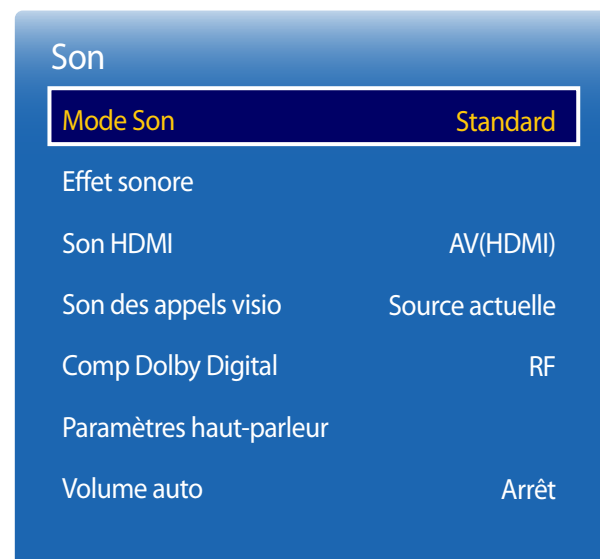 Son
Mode Son Standard
Effet sonore
Son HDMI AV(HDMI)
Son des appels visio Source actuelle
Comp Dolby Digital RF
Paramètres haut-parleur
Volume auto Arrêt